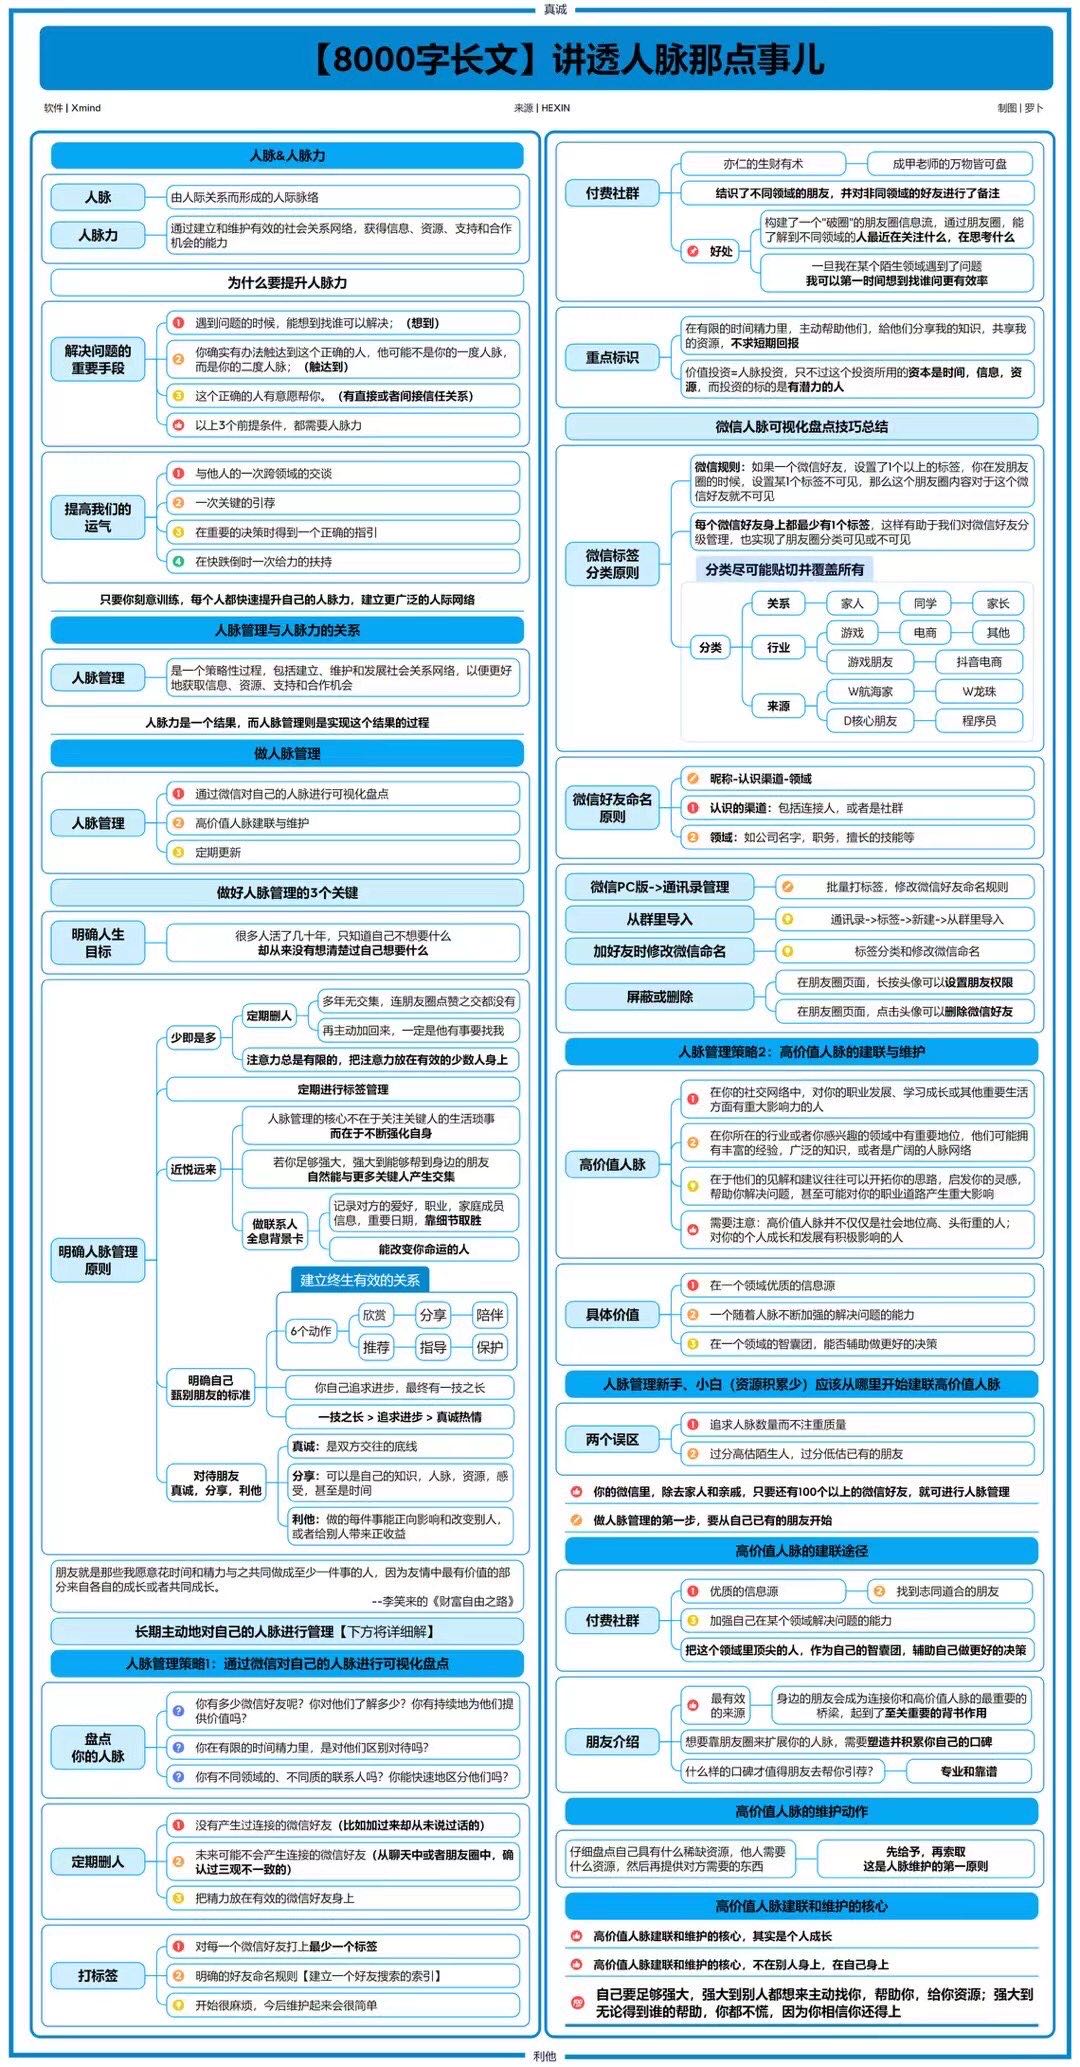 真诚
【8000字长文】讲透人脉那点事儿
软件 | Xmind
来源 | HEXIN
制图 | 罗卜
人脉&人脉力
人脉
由人际关系而形成的人际脉络
人脉力
通过建立和维护有效的社会关系网络，获得信息、资源、支持和合作
机会的能力
为什么要提升人脉力
解决问题的
重要手段
1 遇到问题的时候，能想到找谁可以解决；（想到）
2 你确实有办法触达到这个正确的人，他可能不是你的一度人脉，
而是你的二度人脉；（触达到）
3 这个正确的人有意愿帮你。（有直接或者间接信任关系）
以上3个前提条件，都需要人脉力
提高我们的
运气
1 与他人的一次跨领域的交谈
2 一次关键的引荐
3 在重要的决策时得到一个正确的指引
4 在快跌倒时一次给力的扶持
只要你刻意训练，每个人都快速提升自己的人脉力，建立更广泛的人际网络
人脉管理与人脉力的关系
人脉管理
是一个策略性过程，包括建立、维护和发展社会关系网络，以便更好
地获取信息、资源、支持和合作机会
人脉力是一个结果，而人脉管理则是实现这个结果的过程
做人脉管理
人脉管理
1 通过微信对自己的人脉进行可视化盘点
2 高价值人脉建联与维护
3 定期更新
做好人脉管理的3个关键
明确人生
目标
很多人活了几十年，只知道自己不想要什么
却从来没有想清楚过自己想要什么
明确人脉管理
原则
少即是多
定期删人
多年无交集，连朋友圈点赞之交都没有
再主动加回来，一定是他有事要找我
注意力总是有限的，把注意力放在有效的少数人身上
定期进行标签管理
近悦远来
人脉管理的核心不在于关注关键人的生活琐事
而在于不断强化自身
若你足够强大，强大到能够帮到身边的朋友
自然能与更多关键人产生交集
做联系人
全息背景卡
记录对方的爱好，职业，家庭成员
信息，重要日期，靠细节取胜
能改变你命运的人
建立终生有效的关系
6个动作
欣赏
分享
陪伴
推荐
指导
保护
明确自己
甄别朋友的标准
你自己追求进步，最终有一技之长
一技之长 > 追求进步 > 真诚热情
对待朋友
真诚，分享，利他
真诚：是双方交往的底线
分享：可以是自己的知识，人脉，资源，感
受，甚至是时间
利他：做的每件事能正向影响和改变别人，
或者给别人带来正收益
朋友就是那些我愿意花时间和精力与之共同做成至少一件事的人，因为友情中最有价值的部
分来自各自的成长或者共同成长。
--李笑来的《财富自由之路》
长期主动地对自己的人脉进行管理【下方将详细解】
人脉管理策略1：通过微信对自己的人脉进行可视化盘点
盘点
你的人脉
? 你有多少微信好友呢？你对他们了解多少？你有持续地为他们提
供价值吗？
? 你在有限的时间精力里，是对他们区别对待吗？
? 你有不同领域的、不同质的联系人吗？你能快速地区分他们吗？
定期删人
1 没有产生过连接的微信好友（比如加过来却从未说过话的）
2 未来可能不会产生连接的微信好友（从聊天中或者朋友圈中，确
认过三观不一致的）
3 把精力放在有效的微信好友身上
打标签
1 对每一个微信好友打上最少一个标签
2 明确的好友命名规则【建立一个好友搜索的索引】
开始很麻烦，今后维护起来会很简单
付费社群
亦仁的生财有术
成甲老师的万物皆可盘
结识了不同领域的朋友，并对非同领域的好友进行了备注
好处
构建了一个“破圈”的朋友圈信息流，通过朋友圈，能
了解到不同领域的人最近在关注什么，在思考什么
一旦我在某个陌生领域遇到了问题
我可以第一时间想到找谁问更有效率
重点标识
在有限的时间精力里，主动帮助他们，给他们分享我的知识，共享我
的资源，不求短期回报
价值投资=人脉投资，只不过这个投资所用的资本是时间，信息，资
源，而投资的标的是有潜力的人
微信人脉可视化盘点技巧总结
微信标签
分类原则
微信规则：如果一个微信好友，设置了1个以上的标签，你在发朋友
圈的时候，设置某1个标签不可见，那么这个朋友圈内容对于这个微
信好友就不可见
每个微信好友身上都最少有1个标签，这样有助于我们对微信好友分
级管理，也实现了朋友圈分类可见或不可见
分类尽可能贴切并覆盖所有
分类
关系
家人
同学
家长
行业
游戏
电商
其他
游戏朋友
抖音电商
来源
W航海家
W龙珠
D核心朋友
程序员
微信好友命名
原则
昵称-认识渠道-领域
1 认识的渠道：包括连接人，或者是社群
2 领域：如公司名字，职务，擅长的技能等
微信PC版->通讯录管理
批量打标签，修改微信好友命名规则
从群里导入
通讯录->标签->新建->从群里导入
加好友时修改微信命名
标签分类和修改微信命名
屏蔽或删除
在朋友圈页面，长按头像可以设置朋友权限
在朋友圈页面，点击头像可以删除微信好友
人脉管理策略2：高价值人脉的建联与维护
高价值人脉
1 在你的社交网络中，对你的职业发展、学习成长或其他重要生活
方面有重大影响力的人
2 在你所在的行业或者你感兴趣的领域中有重要地位，他们可能拥
有丰富的经验，广泛的知识，或者是广阔的人脉网络
在于他们的见解和建议往往可以开拓你的思路，启发你的灵感，
帮助你解决问题，甚至可能对你的职业道路产生重大影响
需要注意：高价值人脉并不仅仅是社会地位高、头衔重的人；
对你的个人成长和发展有积极影响的人
具体价值
1 在一个领域优质的信息源
2 一个随着人脉不断加强的解决问题的能力
3 在一个领域的智囊团，能否辅助做更好的决策
人脉管理新手、小白（资源积累少）应该从哪里开始建联高价值人脉
两个误区
1 追求人脉数量而不注重质量
2 过分高估陌生人，过分低估已有的朋友
你的微信里，除去家人和亲戚，只要还有100个以上的微信好友，就可进行人脉管理
做人脉管理的第一步，要从自己已有的朋友开始
高价值人脉的建联途径
付费社群
1 优质的信息源
2 找到志同道合的朋友
3 加强自己在某个领域解决问题的能力
把这个领域里顶尖的人，作为自己的智囊团，辅助自己做更好的决策
朋友介绍
最有效
的来源
身边的朋友会成为连接你和高价值人脉的最重要的
桥梁，起到了至关重要的背书作用
想要靠朋友圈来扩展你的人脉，需要塑造并积累你自己的口碑
什么样的口碑才值得朋友去帮你引荐？
专业和靠谱
高价值人脉的维护动作
仔细盘点自己具有什么稀缺资源，他人需要
什么资源，然后再提供对方需要的东西
先给予，再索取
这是人脉维护的第一原则
高价值人脉建联和维护的核心
高价值人脉建联和维护的核心，其实是个人成长
高价值人脉建联和维护的核心，不在别人身上，在自己身上
100 自己要足够强大，强大到别人都想来主动找你，帮助你，给你资源；强大到
无论得到谁的帮助，你都不慌，因为你相信你还得上
利他